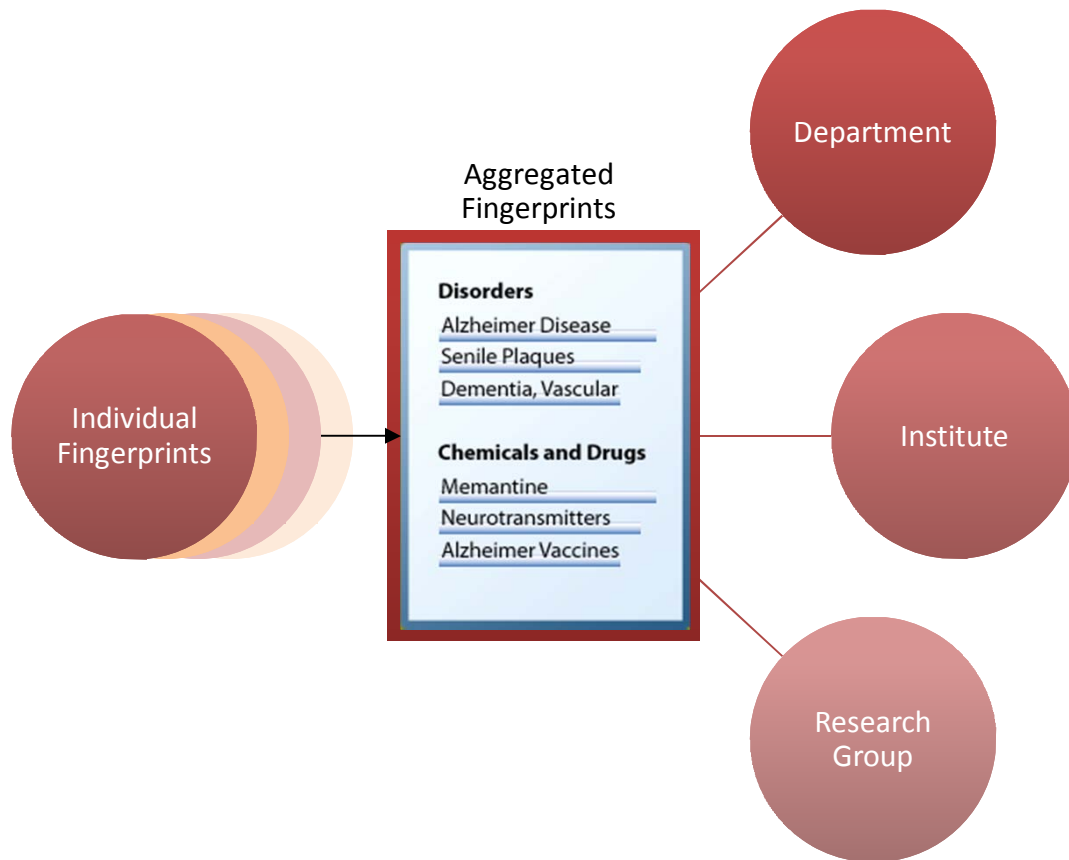 Individual
Fingerprints
Aggregated
Fingerprints
Disorders
Alzheimer Disease
Senile Plaques
Dementia, Vascular
Chemicals and Drugs
Memantine
Neurotransmitters
Alzheimer Vaccines
Department
Institute
Research
Group